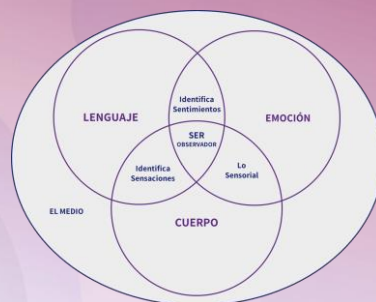 Identifica
Sentimientos
LENGUAJE
EMOCIÓN
SER
OBSERVADOR
Identifica
Sensaciones
Lo
Sensorial
EL MEDIO
CUERPO